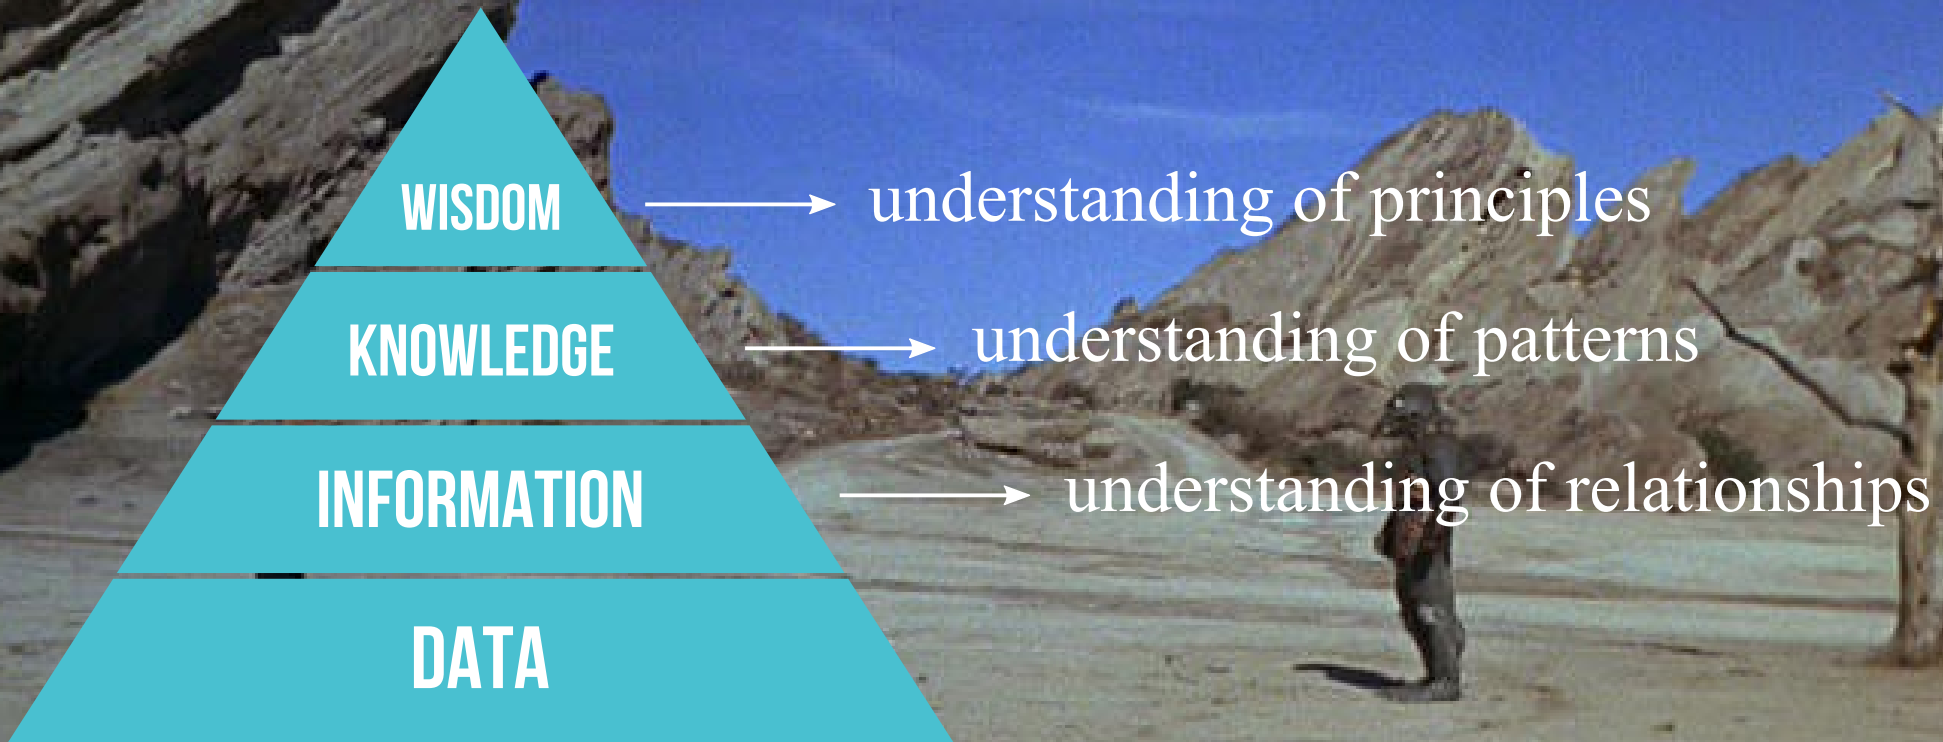 WISDOM
understanding of principles
KNOWLEDGE
understanding of patterns
INFORMATION
understanding of relationships
DATA